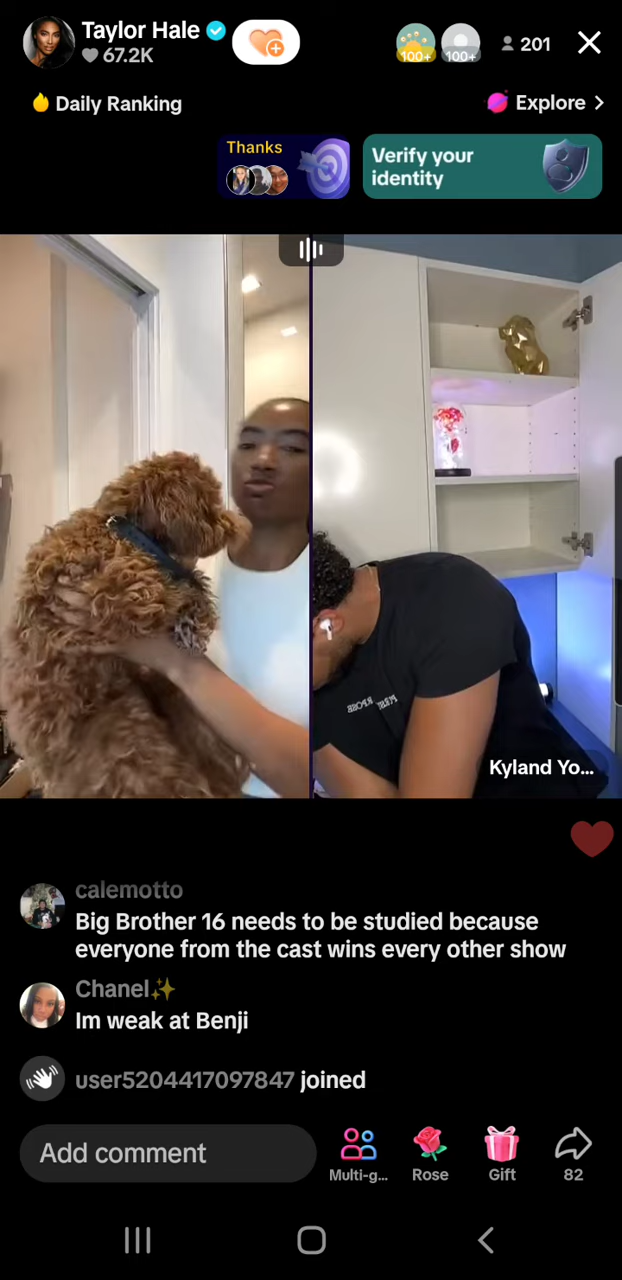 Taylor Hale
67.2K
100+
100+
201
Daily Ranking
Explore >
Thanks
Verify your
identity
Kyland Yo...
calemotto
Big Brother 16 needs to be studied because
everyone from the cast wins every other show
Chanel✨
Im weak at Benji
user5204417097847 joined
Add comment
Multi-g...
Rose
Gift
82